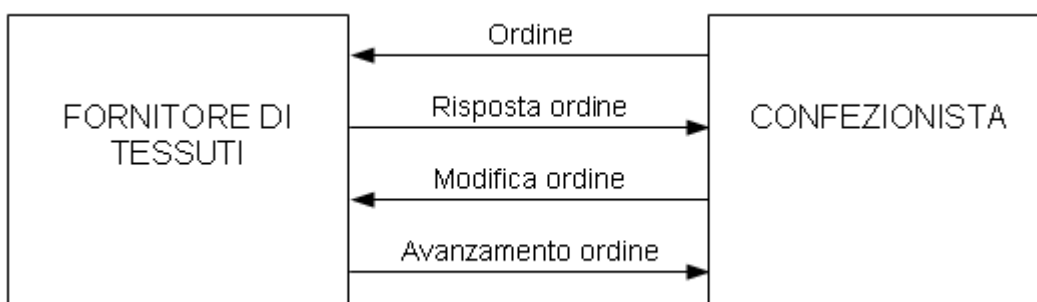 Ordine
FORNITORE DI
TESSUTI
Risposta ordine
CONFEZIONISTA
Modifica ordine
Avanzamento ordine